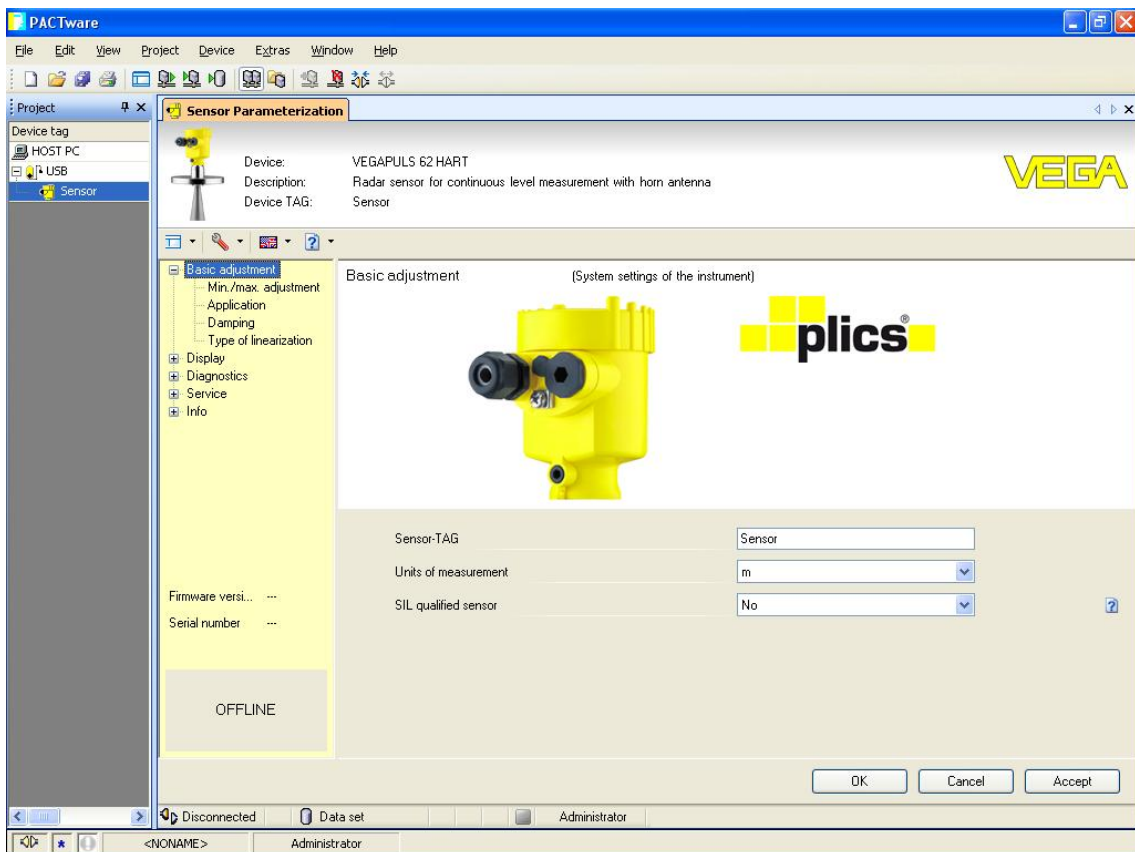 PACTware
File Edit View Project Device Extras Window Help
Project
Sensor Parameterization
Device tag
HOST PC
USB
Sensor
Device: VEGAPULS 62 HART
Description: Radar sensor for continuous level measurement with horn antenna
Device TAG: Sensor
VEGA
Basic adjustment
Min./max. adjustment
Application
Damping
Type of linearization
Display
Diagnostics
Service
Info
Firmware versi... ---
Serial number ---
OFFLINE
Basic adjustment (System settings of the instrument)
plics®
Sensor-TAG Sensor
Units of measurement m
SIL qualified sensor No
OK Cancel Accept
Disconnected Data set Administrator
<NONAME> Administrator